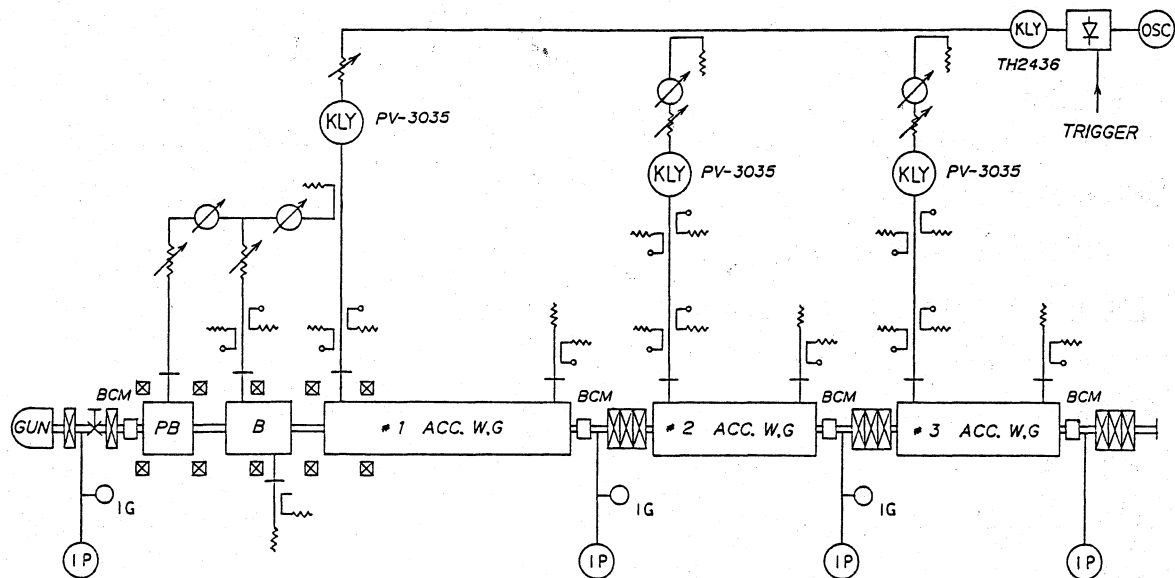 KLY
OSC
TH2436
TRIGGER
KLY
PV-3035
KLY
PV-3035
KLY
PV-3035
BCM
BCM
BCM
BCM
GUN
PB
B
#1 ACC. W,G
#2 ACC. W,G
#3 ACC. W,G
IG
IG
IG
IP
IP
IP
IP